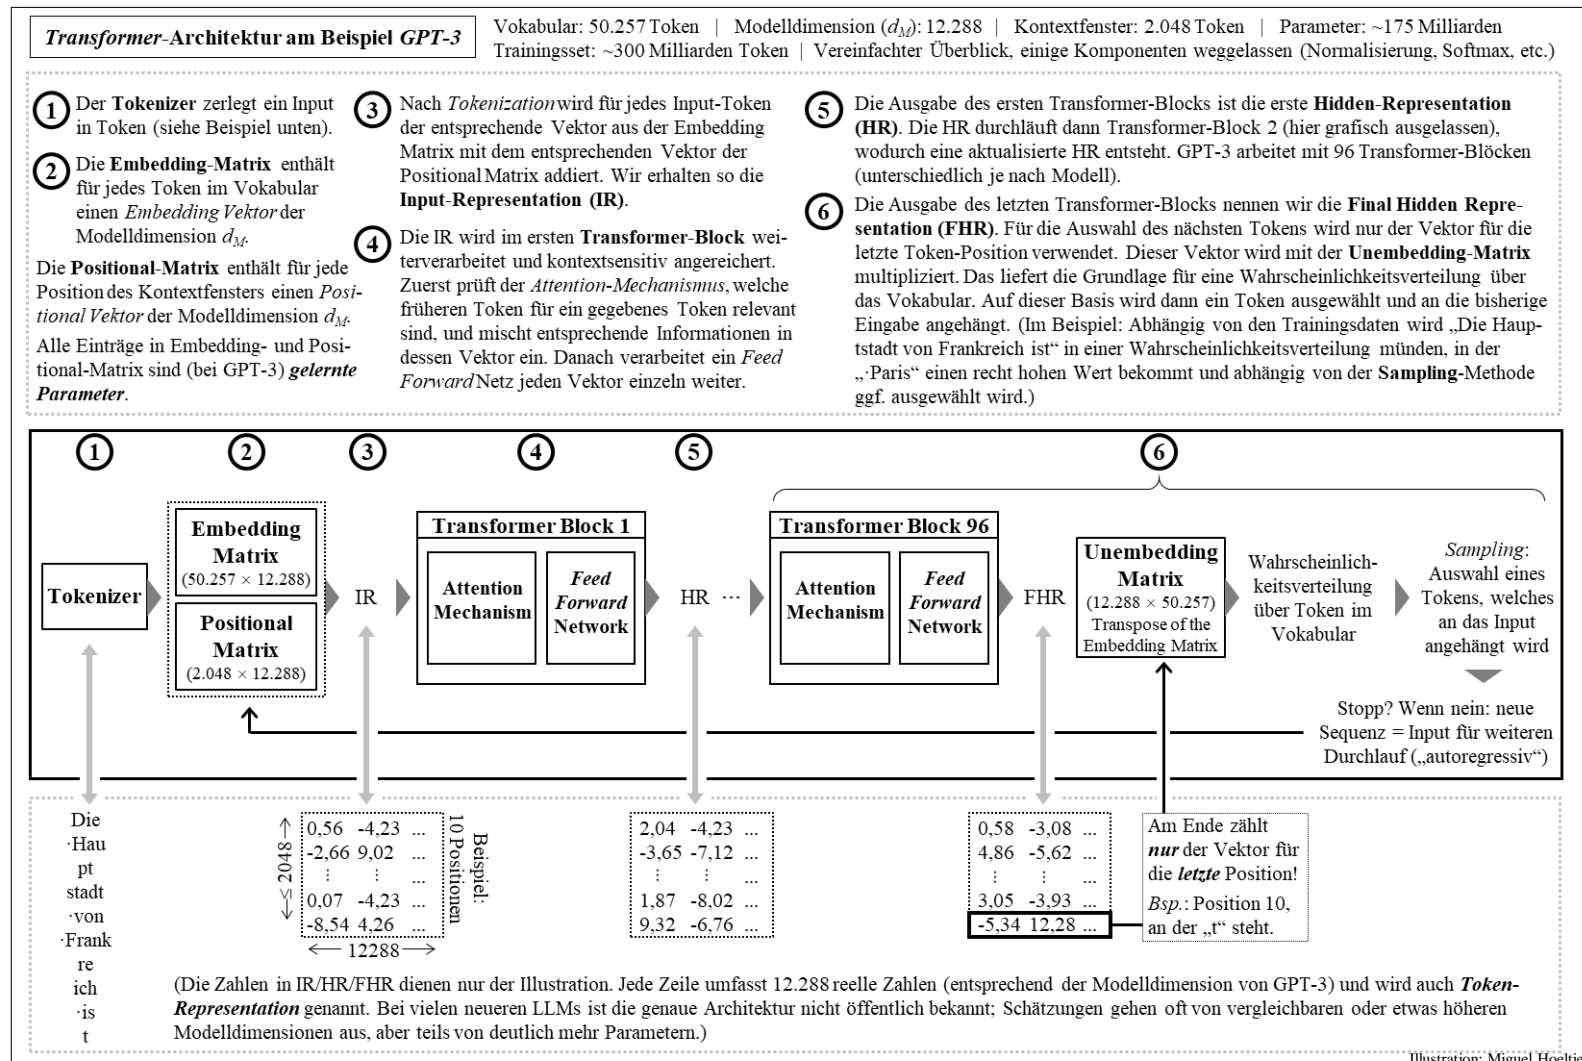 Transformer-Architektur am Beispiel GPT-3
Vokabular: 50.257 Token | Modelldimension (d_M): 12.288 | Kontextfenster: 2.048 Token | Parameter: ~175 Milliarden
Trainingsset: ~300 Milliarden Token | Vereinfachter Überblick, einige Komponenten weggelassen (Normalisierung, Softmax, etc.)
1 Der Tokenizer zerlegt ein Input
in Token (siehe Beispiel unten).
2 Die Embedding-Matrix enthält
für jedes Token im Vokabular
einen Embedding Vektor der
Modelldimension d_M.
Die Positional-Matrix enthält für jede
Position des Kontextfensters einen Posi-
tional Vektor der Modelldimension d_M.
Alle Einträge in Embedding- und Posi-
tional-Matrix sind (bei GPT-3) gelernte
Parameter.
3 Nach Tokenization wird für jedes Input-Token
der entsprechende Vektor aus der Embedding
Matrix mit dem entsprechenden Vektor der
Positional Matrix addiert. Wir erhalten so die
Input-Representation (IR).
4 Die IR wird im ersten Transformer-Block wei-
terverarbeitet und kontextsensitiv angereichert.
Zuerst prüft der Attention-Mechanismus, welche
früheren Token für ein gegebenes Token relevant
sind, und mischt entsprechende Informationen in
dessen Vektor ein. Danach verarbeitet ein Feed
Forward Netz jeden Vektor einzeln weiter.
5 Die Ausgabe des ersten Transformer-Blocks ist die erste Hidden-Representation
(HR). Die HR durchläuft dann Transformer-Block 2 (hier grafisch ausgelassen),
wodurch eine aktualisierte HR entsteht. GPT-3 arbeitet mit 96 Transformer-Blöcken
(unterschiedlich je nach Modell).
6 Die Ausgabe des letzten Transformer-Blocks nennen wir die Final Hidden Repre-
sentation (FHR). Für die Auswahl des nächsten Tokens wird nur der Vektor für die
letzte Token-Position verwendet. Dieser Vektor wird mit der Unembedding-Matrix
multipliziert. Das liefert die Grundlage für eine Wahrscheinlichkeitsverteilung über
das Vokabular. Auf dieser Basis wird dann ein Token ausgewählt und an die bisherige
Eingabe angehängt. (Im Beispiel: Abhängig von den Trainingsdaten wird „Die Haup-
stadt von Frankreich ist“ in einer Wahrscheinlichkeitsverteilung münden, in der
„·Paris“ einen recht hohen Wert bekommt und abhängig von der Sampling-Methode
ggf. ausgewählt wird.)
1
2
3
4
5
6
Tokenizer
Embedding
Matrix
(50.257 × 12.288)
Positional
Matrix
(2.048 × 12.288)
IR
Transformer Block 1
Attention
Mechanism
Feed
Forward
Network
HR ...
Transformer Block 96
Attention
Mechanism
Feed
Forward
Network
FHR
Unembedding
Matrix
(12.288 × 50.257)
Transpose of the
Embedding Matrix
Wahrscheinlich-
keitsverteilung
über Token im
Vokabular
Sampling:
Auswahl eines
Tokens, welches
an das Input
angehängt wird
Stopp? Wenn nein: neue
Sequenz = Input für weiteren
Durchlauf („autoregressiv“)
Die
·Hau
pt
stadt
·von
·Frank
re
ich
·is
t
≤ 2048
0,56 -4,23 ...
-2,66 9,02 ...
⋮ ⋮ ...
0,07 -4,23 ...
-8,54 4,26 ...
12288
Beispiel:
10 Positionen
2,04 -4,23 ...
-3,65 -7,12 ...
⋮ ⋮ ...
1,87 -8,02 ...
9,32 -6,76 ...
0,58 -3,08 ...
4,86 -5,62 ...
⋮ ⋮ ...
3,05 -3,93 ...
-5,34 12,28 ...
Am Ende zählt
nur der Vektor für
die letzte Position!
Bsp.: Position 10,
an der „t“ steht.
(Die Zahlen in IR/HR/FHR dienen nur der Illustration. Jede Zeile umfasst 12.288 reelle Zahlen (entsprechend der Modelldimension von GPT-3) und wird auch Token-
Representation genannt. Bei vielen neueren LLMs ist die genaue Architektur nicht öffentlich bekannt; Schätzungen gehen oft von vergleichbaren oder etwas höheren
Modelldimensionen aus, aber teils von deutlich mehr Parametern.)
Illustration: Miguel Hoeltje